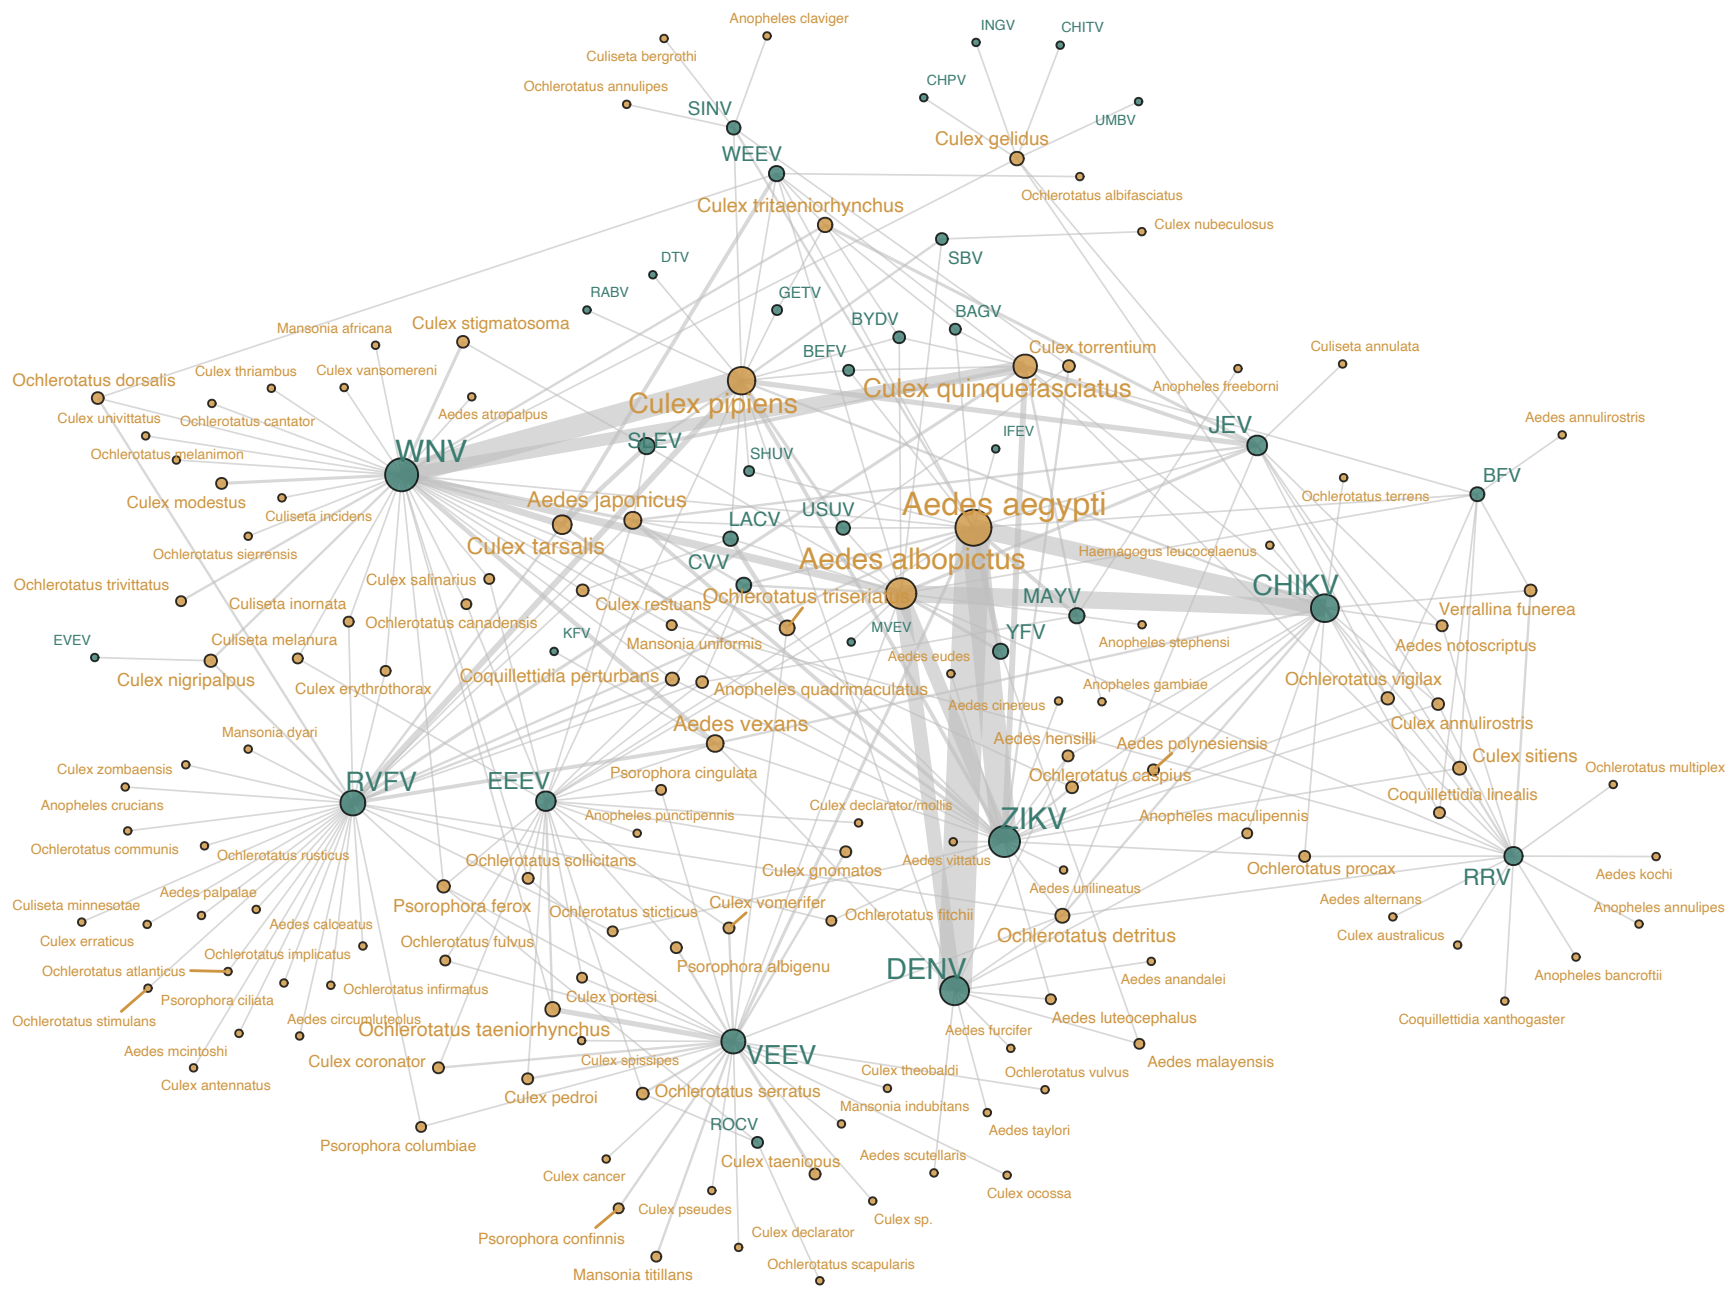 Anopheles claviger
INGV
CHITV
Culiseta bergrothi
CHPV
Ochlerotatus annulipes
SINV
UMBV
Culex gelidus
WEEV
Ochlerotatus albifasciatus
Culex tritaeniorhynchus
Culex nubeculosus
DTV
SBV
RABV
GETV
BAGV
BYDV
Mansonia africana
Culex stigmatosoma
BEFV
Culex torrentium
Culiseta annulata
Ochlerotatus dorsalis
Culex thriambus
Culex vansomereni
Culex quinquefasciatus
Anopheles freeborni
Culex pipiens
Culex univittatus
Ochlerotatus cantator
Aedes atropalpus
Aedes annulirostris
JEV
SLEV
WNV
IFEV
Ochlerotatus melanimon
SHUV
BFV
Ochlerotatus terrens
Culex modestus
Culiseta incidens
Aedes japonicus
Aedes aegypti
USUV
LACV
Culex tarsalis
Ochlerotatus sierrensis
Aedes albopictus
Haemagogus leucocelaenus
CVV
Ochlerotatus trivittatus
Culex salinarius
CHIKV
Culiseta inornata
Culex restuans
Ochlerotatus triseriatus
MAYV
Verrallina funerea
Ochlerotatus canadensis
EVEV
Culiseta melanura
KFV
Mansonia uniformis
MVEV
YFV
Anopheles stephensi
Aedes notoscriptus
Aedes eudes
Culex nigripalpus
Culex erythrothorax
Coquillettidia perturbans
Anopheles quadrimaculatus
Anopheles gambiae
Ochlerotatus vigilax
Aedes cinereus
Aedes vexans
Culex annulirostris
Mansonia dyari
Aedes hensilli
Aedes polynesiensis
Culex sitiens
Culex zombaensis
RVFV
EEEV
Psorophora cingulata
Ochlerotatus caspius
Ochlerotatus multiplex
Anopheles crucians
Culex declarator/mollis
Coquillettidia linealis
Anopheles punctipennis
ZIKV
Anopheles maculipennis
Ochlerotatus communis
Ochlerotatus rusticus
Ochlerotatus sollicitans
Culex gnomatos
Aedes vittatus
Ochlerotatus procax
RRV
Aedes kochi
Aedes palpalae
Aedes unilineatus
Culiseta minnesotae
Psorophora ferox
Ochlerotatus sticticus
Culex vomerifer
Ochlerotatus fitchii
Aedes alternans
Anopheles annulipes
Aedes calceatus
Culex erraticus
Ochlerotatus fulvus
Ochlerotatus detritus
Culex australicus
Ochlerotatus implicatus
Psorophora albigenu
DENV
Ochlerotatus atlanticus
Aedes anandalei
Anopheles bancroftii
Ochlerotatus infirmatus
Culex portesi
Psorophora ciliata
Ochlerotatus stimulans
Aedes circumluteolus
Ochlerotatus taeniorhynchus
Aedes luteocephalus
Coquillettidia xanthogaster
Aedes furcifer
Aedes mcintoshi
Culex coronator
Culex spissipes
VEEV
Aedes malayensis
Culex antennatus
Culex theobaldi
Ochlerotatus vulvus
Culex pedroi
Ochlerotatus serratus
Mansonia indubitans
ROCV
Aedes taylori
Psorophora columbiae
Culex taeniopus
Aedes scutellaris
Culex cancer
Culex ocossa
Culex pseudes
Culex sp.
Psorophora confinnis
Culex declarator
Ochlerotatus scapularis
Mansonia titillans